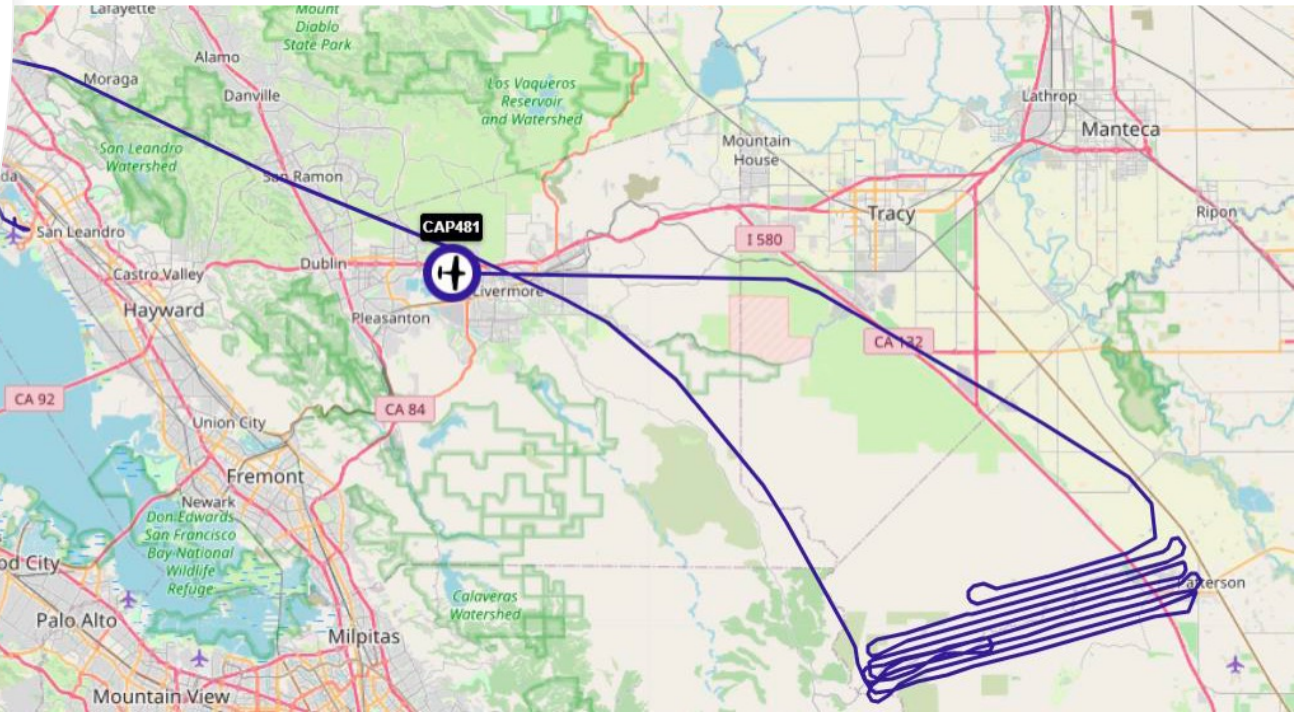 Lafayette
Mount
Diablo
State Park
Alamo
Moraga
Danville
Los Vaqueros
Reservoir
and Watershed
Lathrop
Manteca
Mountain
House
San Leandro
Watershed
San Ramon
da
CAP481
Tracy
Ripon
San Leandro
I 580
Dublin
Castro Valley
Livermore
Hayward
Pleasanton
CA 132
CA 92
CA 84
Union City
Fremont
Newark
Don Edwards
San Francisco
Bay National
Wildlife
Refuge
od City
Patterson
Calaveras
Watershed
Palo Alto
Milpitas
Mountain View